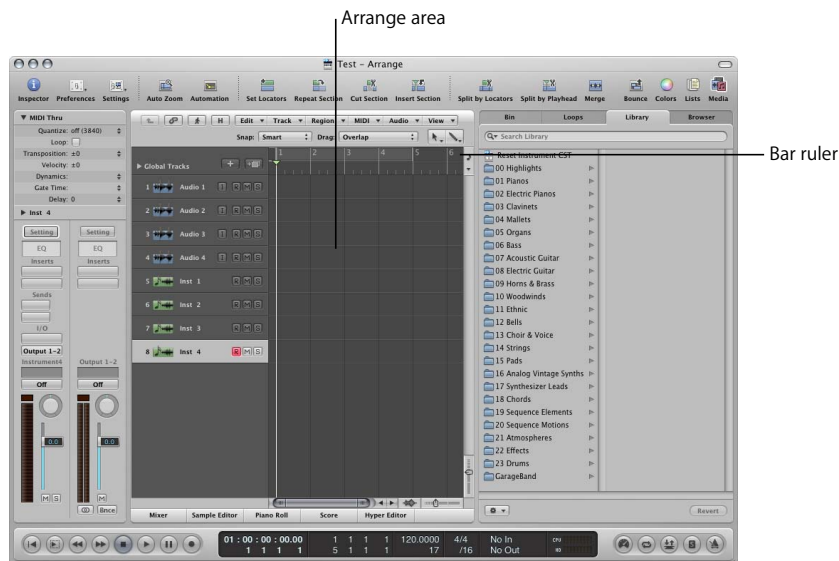 Arrange area
Bar ruler
Test – Arrange
Inspector Preferences Settings Auto Zoom Automation Set Locators Repeat Section Cut Section Insert Section Split by Locators Split by Playhead Merge Bounce Colors Lists Media
MIDI Thru
Quantize: off (3840)
Loop:
Transposition: ±0
Velocity: ±0
Dynamics:
Gate Time:
Delay: 0
Inst 4
Setting Setting
EQ EQ
Inserts Inserts
Sends
I/O
Output 1-2
Instrument4 Output 1-2
Off Off
0.0 0.0
M S M
Bnce
H Edit Track Region MIDI Audio View
Snap: Smart Drag: Overlap
1 2 3 4 5 6
Global Tracks
1 Audio 1 I R M S
2 Audio 2 I R M S
3 Audio 3 I R M S
4 Audio 4 I R M S
5 Inst 1 R M S
6 Inst 2 R M S
7 Inst 3 R M S
8 Inst 4 R M S
Mixer Sample Editor Piano Roll Score Hyper Editor
Bin Loops Library Browser
Search Library
Reset Instrument CST
00 Highlights
01 Pianos
02 Electric Pianos
03 Clavinets
04 Mallets
05 Organs
06 Bass
07 Acoustic Guitar
08 Electric Guitar
09 Horns & Brass
10 Woodwinds
11 Ethnic
12 Bells
13 Choir & Voice
14 Strings
15 Pads
16 Analog Vintage Synths
17 Synthesizer Leads
18 Chords
19 Sequence Elements
20 Sequence Motions
21 Atmospheres
22 Effects
23 Drums
GarageBand
Revert
01 : 00 : 00 : 00.00 1 1 1 1 120.0000 4/4 No In CPU
1 1 1 1 5 1 1 1 17 /16 No Out HD